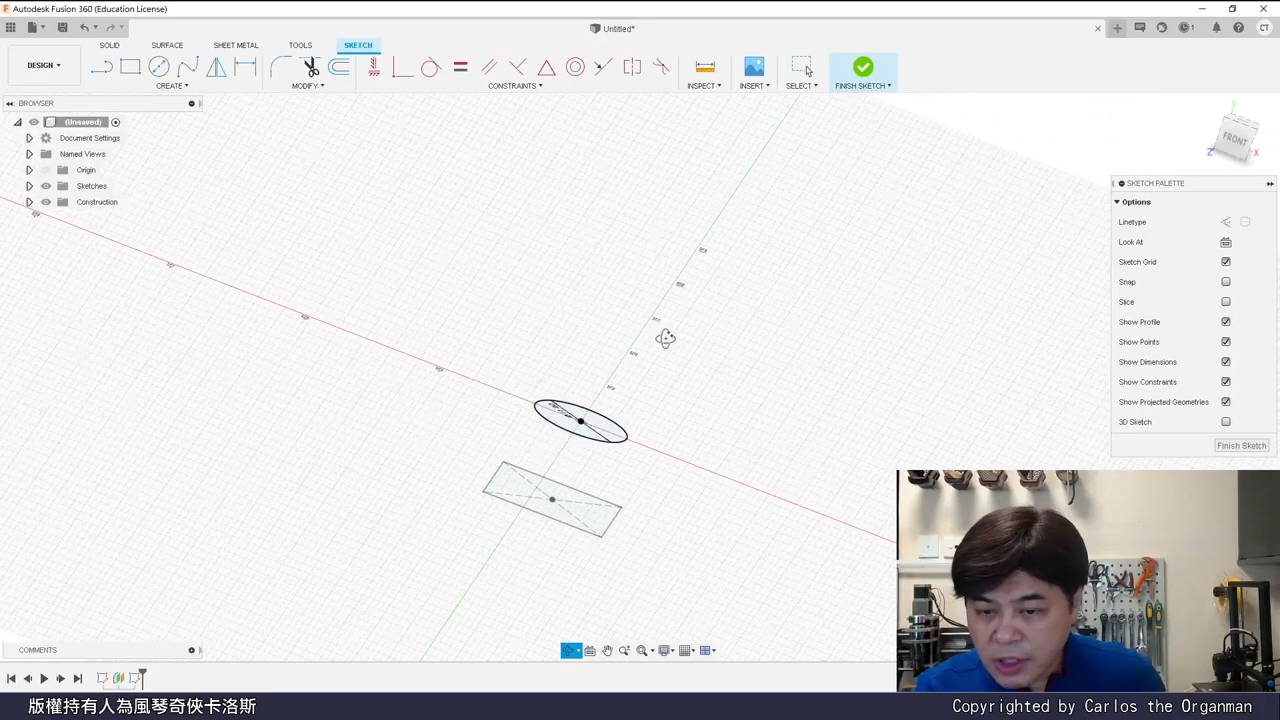 Autodesk Fusion 360 (Education License)
Untitled*
1
CT
DESIGN
SOLID
SURFACE
SHEET METAL
TOOLS
SKETCH
CREATE
MODIFY
CONSTRAINTS
INSPECT
INSERT
SELECT
FINISH SKETCH
BROWSER
(Unsaved)
Document Settings
Named Views
Origin
Sketches
Construction
FRONT
Z
X
SKETCH PALETTE
Options
Linetype
Look At
Sketch Grid
Snap
Slice
Show Profile
Show Points
Show Dimensions
Show Constraints
Show Projected Geometries
3D Sketch
Finish Sketch
COMMENTS
版權持有人為風琴奇俠卡洛斯
Copyrighted by Carlos the Organman